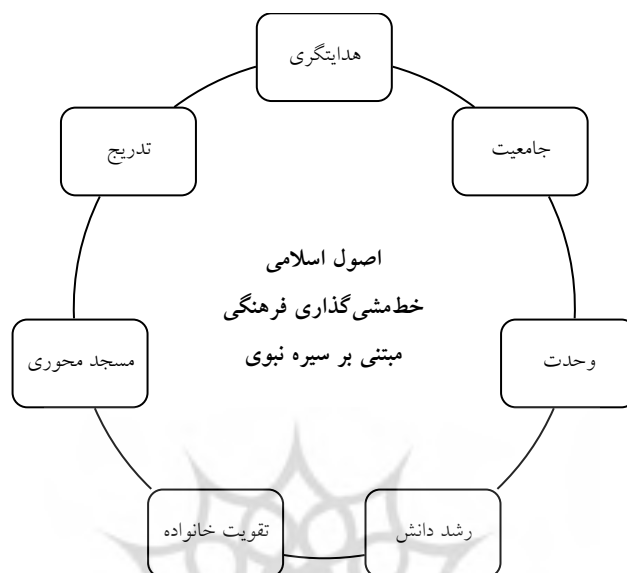 هدایتگری
جامعیت
تدریج
اصول اسلامی
خط‌مشی‌گذاری فرهنگی
مبتنی بر سیره نبوی
وحدت
مسجد محوری
رشد دانش
تقویت خانواده